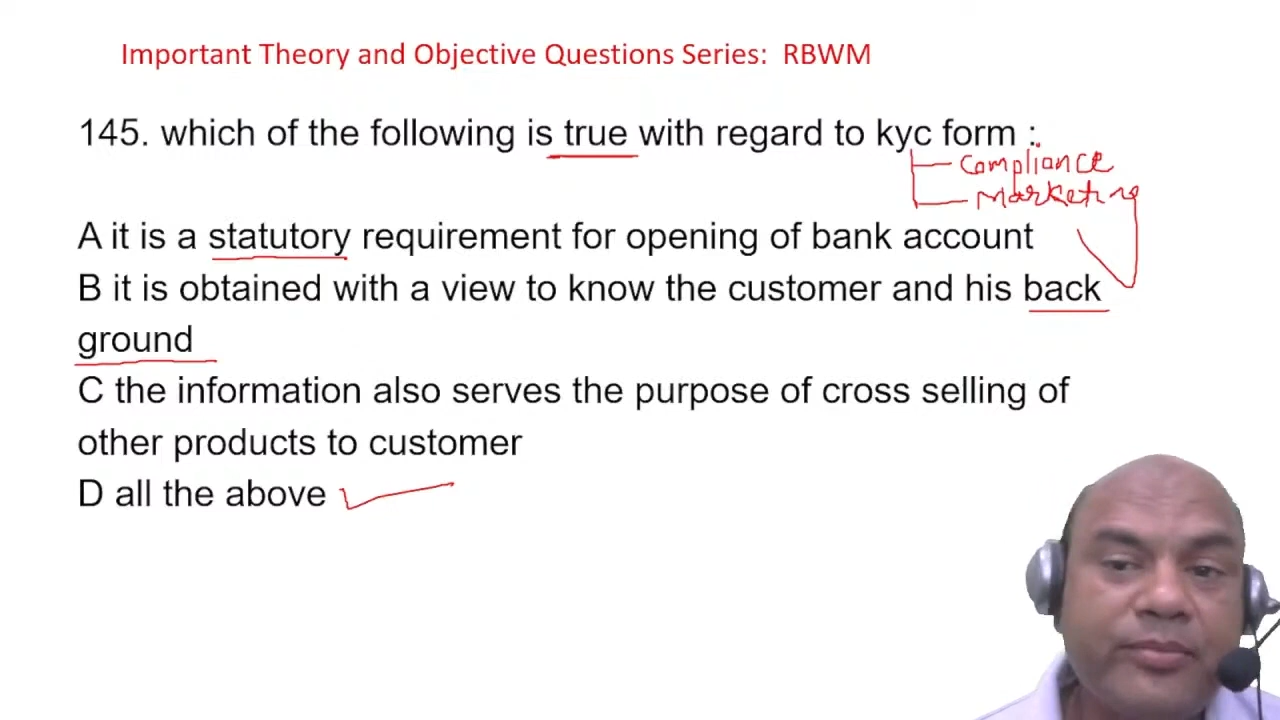 Important Theory and Objective Questions Series:  RBWM
145. which of the following is true with regard to kyc form :.
Compliance
Marketing
A it is a statutory requirement for opening of bank account
B it is obtained with a view to know the customer and his back
ground
C the information also serves the purpose of cross selling of
other products to customer
D all the above